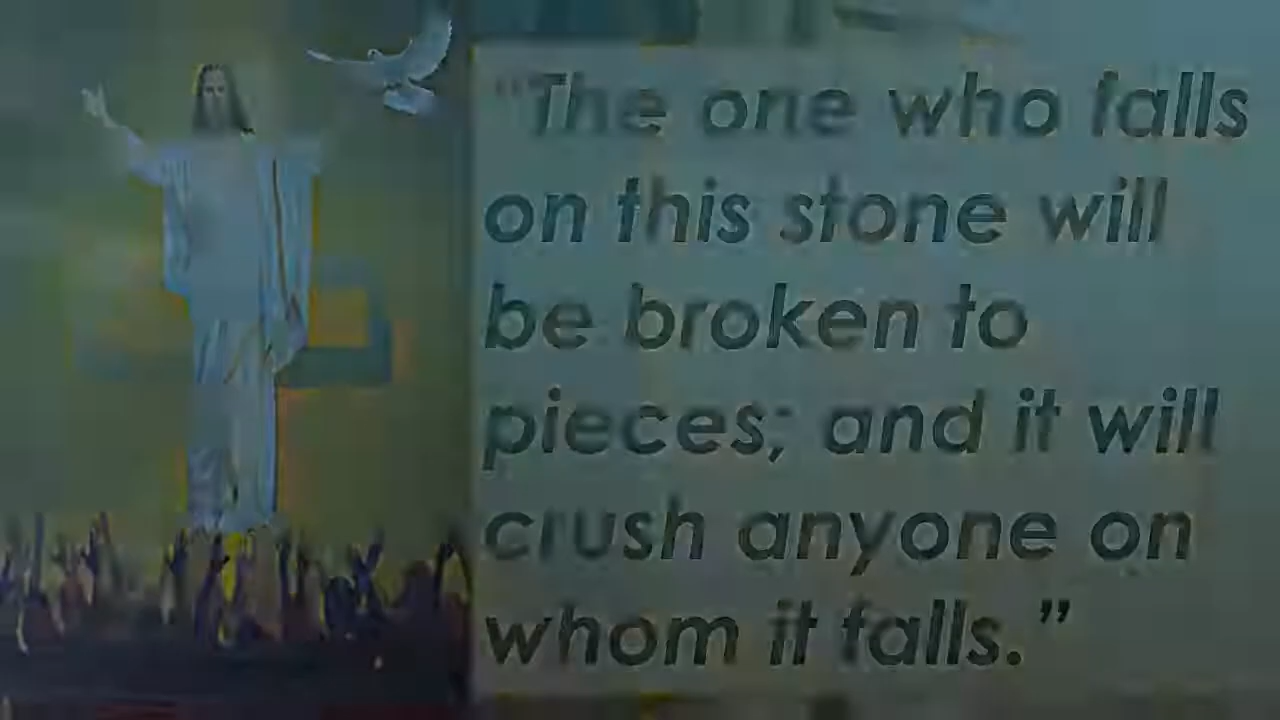 "The one who falls
on this stone will
be broken to
pieces; and it will
crush anyone on
whom it falls."